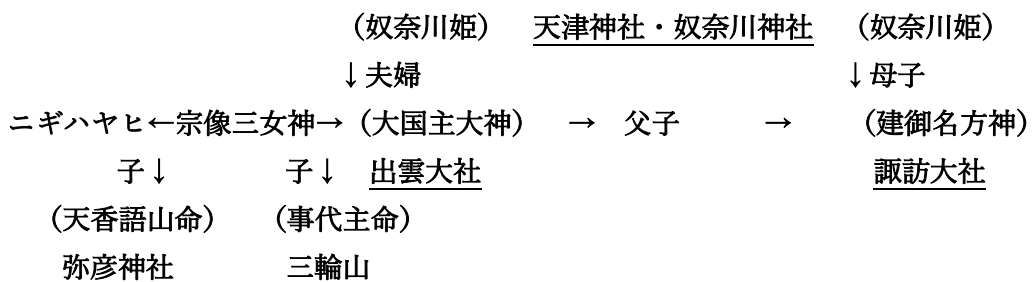 （奴奈川姫）　天津神社・奴奈川神社　（奴奈川姫）
↓夫婦　↓母子
ニギハヤヒ←宗像三女神→（大国主大神）　→　父子　→　（建御名方神）
子↓　子↓　出雲大社　諏訪大社
（天香語山命）　（事代主命）
弥彦神社　三輪山